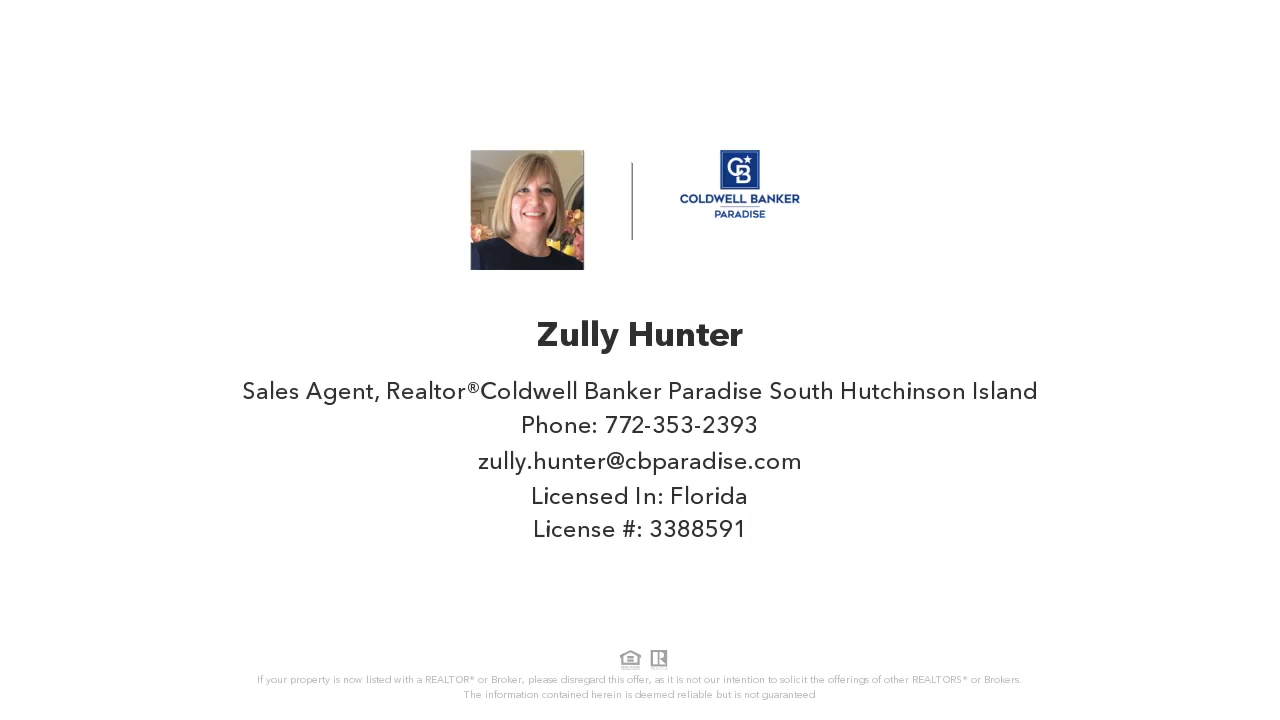 CB
COLDWELL BANKER
PARADISE
Zully Hunter
Sales Agent, Realtor®Coldwell Banker Paradise South Hutchinson Island
Phone: 772-353-2393
zully.hunter@cbparadise.com
Licensed In: Florida
License #: 3388591
If your property is now listed with a REALTOR® or Broker, please disregard this offer, as it is not our intention to solicit the offerings of other REALTORS® or Brokers.
The information contained herein is deemed reliable but is not guaranteed